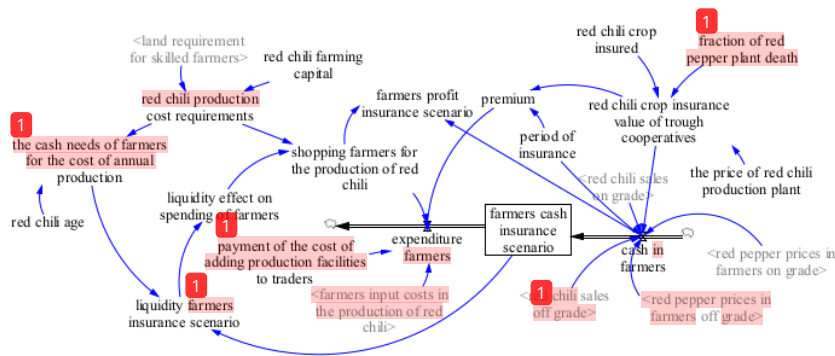 <land requirement
for skilled farmers>
red chili farming
capital
red chili crop
insured
1
fraction of red
pepper plant death
red chili production
cost requirements
farmers profit
insurance scenario
premium
red chili crop insurance
value of trough
cooperatives
1
the cash needs of farmers
for the cost of annual
production
shopping farmers for
the production of red
chili
period of
insurance
<red chili sales
on grade>
the price of red chili
production plant
red chili age
liquidity effect on
spending of farmers
1
payment of the cost of
adding production facilities
to traders
expenditure
farmers
farmers cash
insurance
scenario
cash in
farmers
<red pepper prices in
farmers on grade>
1
liquidity farmers
insurance scenario
<farmers input costs in
the production of red
chili>
1
<red chili sales
off grade>
<red pepper prices in
farmers off grade>